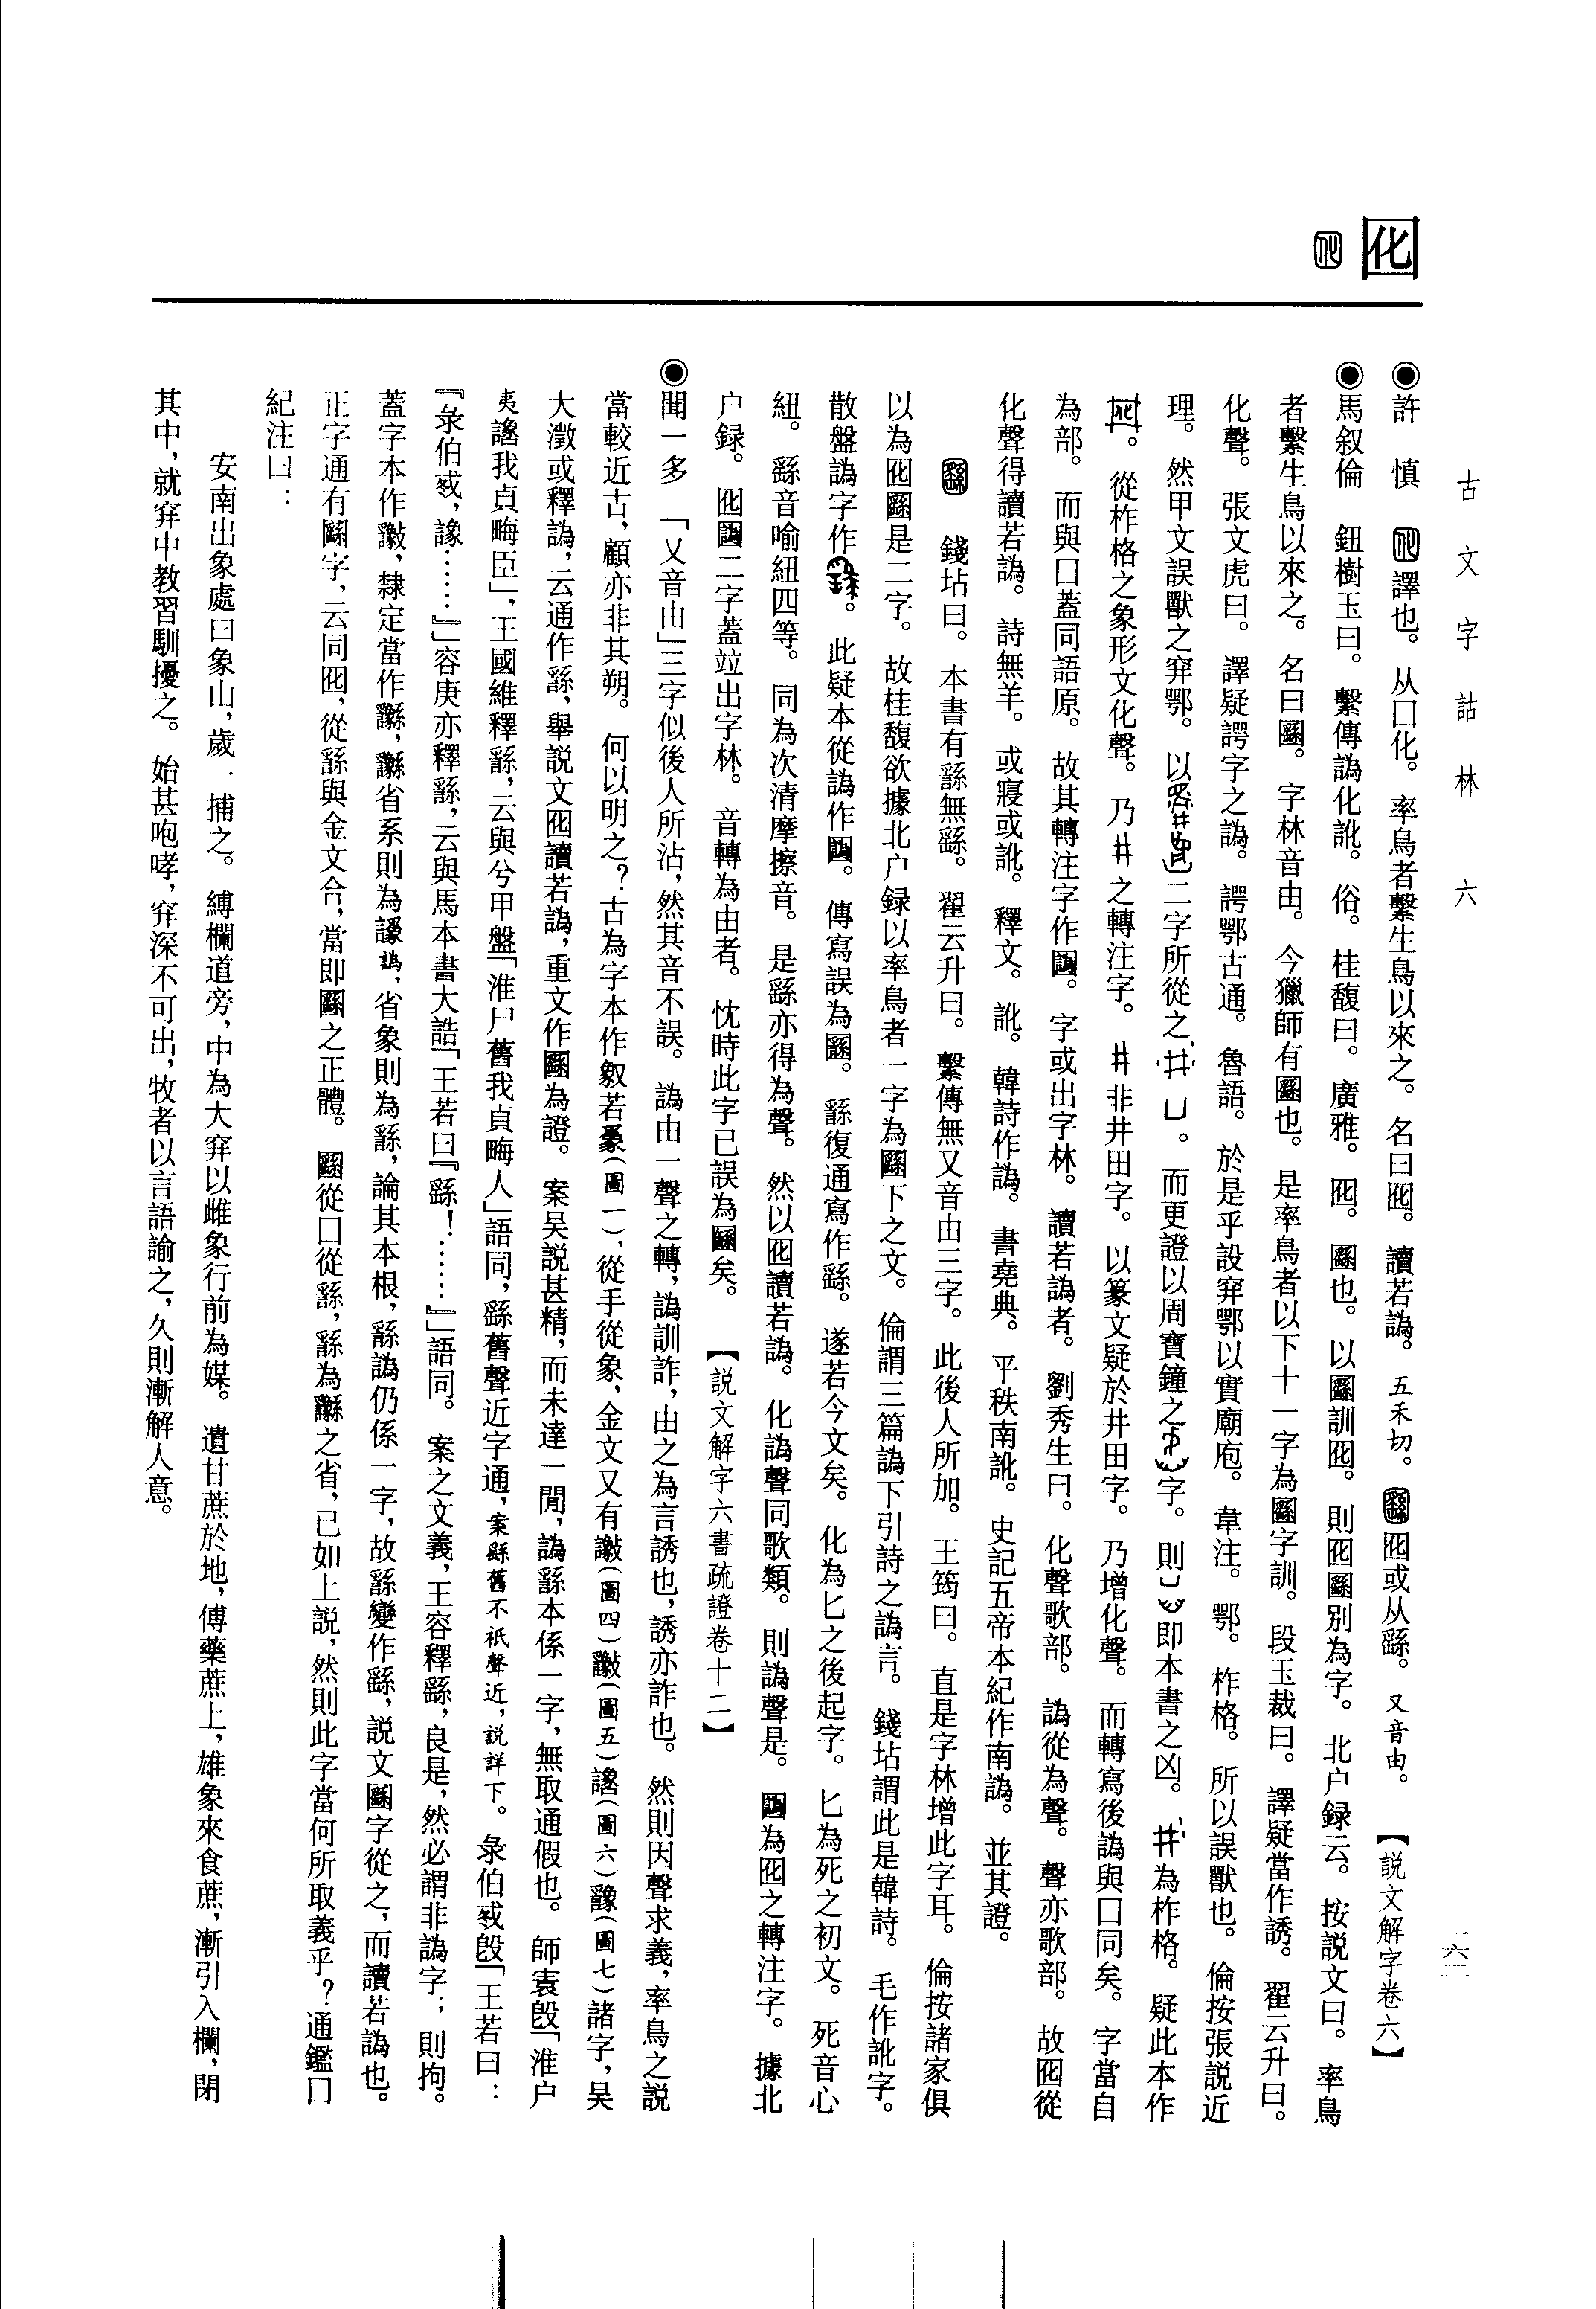 古文字詁林 六
一六二
囮
●許 慎 譯也。从囗化。率鳥者繫生鳥以來之。名曰囮。讀若譌。五禾切。囮或从繇。又音由。【説文解字卷六】
●馬叙倫 鈕樹玉曰。繫傳譌化訛。俗。桂馥曰。廣雅。囮。圝也。以圝訓囮。則囮圝别為字。北户録云。按説文曰。率鳥
者繫生鳥以來之。名曰圝。字林音由。今獵師有圝也。是率鳥者以下十一字為圝字訓。段玉裁曰。譯疑當作誘。翟云升曰。
化聲。張文虎曰。譯疑諤字之譌。諤鄂古通。魯語。於是乎設穽鄂以實廟庖。韋注。鄂。柞格。所以誤獸也。倫按張説近
理。然甲文誤獸之穽鄂。以二字所從之。而更證以周寶鐘之字。則即本書之凶。為柞格。疑此本作
。從柞格之象形文化聲。乃之轉注字。井非井田字。以篆文疑於井田字。乃增化聲。而轉寫後譌與囗同矣。字當自
為部。而與囗蓋同語原。故其轉注字作圝。字或出字林。讀若譌者。劉秀生曰。化聲歌部。譌從為聲。聲亦歌部。故囮從
化聲得讀若譌。詩無羊。或寢或訛。釋文。訛。韓詩作譌。書堯典。平秩南訛。史記五帝本紀作南譌。並其證。
錢坫曰。本書有繇無繇。翟云升曰。繫傳無又音由三字。此後人所加。王筠曰。直是字林增此字耳。倫按諸家俱
以為囮圝是二字。故桂馥欲據北户録以率鳥者一字為圝下之文。倫謂三篇譌下引詩之譌言。錢坫謂此是韓詩。毛作訛字。
散盤譌字作。此疑本從譌作。傳寫誤為圝。繇復通寫作繇。遂若今文矣。化為匕之後起字。匕為死之初文。死音心
紐。繇音喻紐四等。同為次清摩擦音。是繇亦得為聲。然以囮讀若譌。化譌聲同歌類。則譌聲是。為囮之轉注字。據北
户録。囮二字蓋竝出字林。音轉為由者。忱時此字已誤為圝矣。【説文解字六書疏證卷十二】
●聞一多 「又音由」三字似後人所沾，然其音不誤。譌由一聲之轉，譌訓詐，由之為言誘也，誘亦詐也。然則因聲求義，率鳥之説
當較近古，顧亦非其朔。何以明之？古為字本作若（圖一），從手從象，金文又有（圖四）（圖五）（圖六）（圖七）諸字，吴
大澂或釋譌，云通作繇，舉説文囮讀若譌，重文作圝為證。案吴説甚精，而未達一閒，譌繇本係一字，無取通假也。師㝨𣪘「淮户
夷我貞晦臣」，王國維釋繇，云與兮甲盤「淮尸舊我貞晦人」語同，繇舊聲近字通，案繇舊不祇聲近，説詳下。彔伯𢦚𣪘「王若曰：
『彔伯𢦚，……』」容庚亦釋繇，云與馬本書大誥「王若曰『繇！……』」語同。案之文義，王容釋繇，良是，然必謂非譌字；則拘。
蓋字本作，隸定當作，省系則為譌，省象則為繇，論其本根，繇譌仍係一字，故繇變作繇，説文圝字從之，而讀若譌也。
正字通有圝字，云同囮，從繇與金文合，當即圝之正體。圝從囗從繇，繇為之省，已如上説，然則此字當何所取義乎？通鑑囗
紀注曰：
安南出象處曰象山，歲一捕之。縛欄道旁，中為大穽以雌象行前為媒。遺甘蔗於地，傅藥蔗上，雄象來食蔗，漸引入欄，閉
其中，就穽中教習馴擾之。始甚咆哮，穽深不可出，牧者以言語諭之，久則漸解人意。